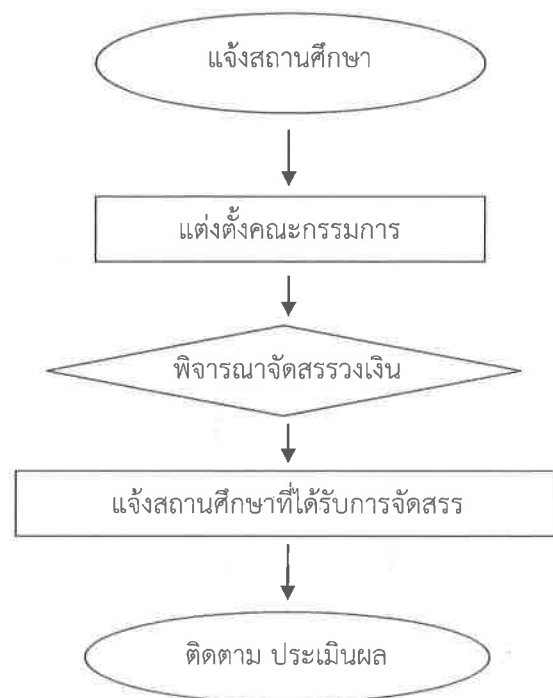 แจ้งสถานศึกษา
แต่งตั้งคณะกรรมการ
พิจารณาจัดสรรวงเงิน
แจ้งสถานศึกษาที่ได้รับการจัดสรร
ติดตาม ประเมินผล